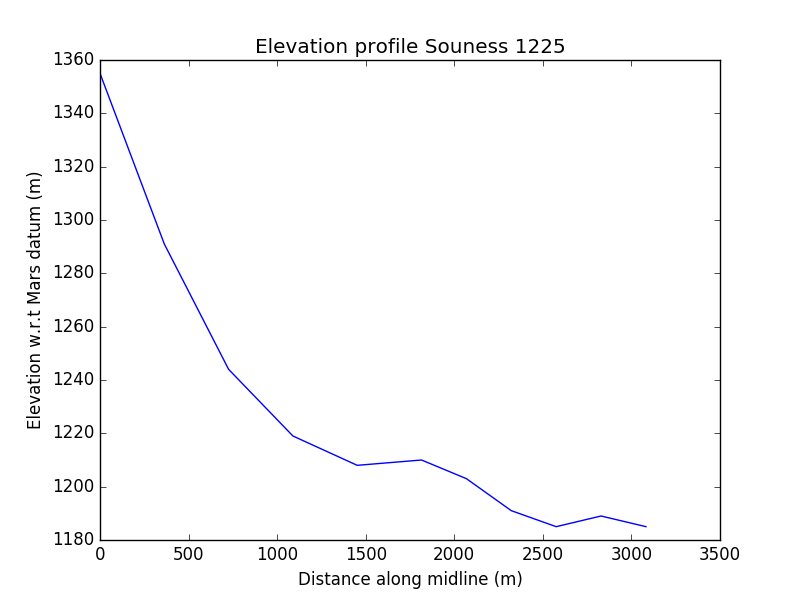 Elevation profile Souness 1225
1360
1340
1320
1300
1280
1260
1240
1220
1200
1180
Elevation w.r.t Mars datum (m)
0 500 1000 1500 2000 2500 3000 3500
Distance along midline (m)